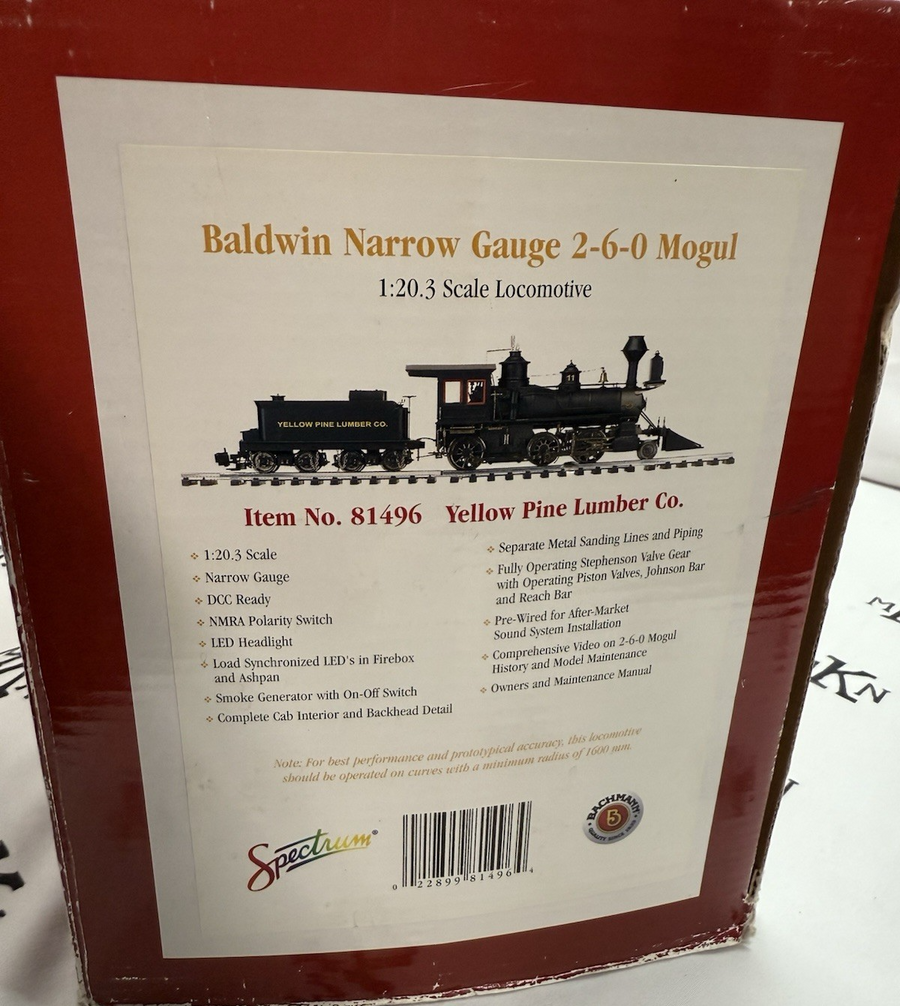 Baldwin Narrow Gauge 2-6-0 Mogul
1:20.3 Scale Locomotive
YELLOW PINE LUMBER CO.
Item No. 81496 Yellow Pine Lumber Co.
1:20.3 Scale
Narrow Gauge
DCC Ready
NMRA Polarity Switch
LED Headlight
Load Synchronized LED's in Firebox
and Ashpan
Smoke Generator with On-Off Switch
Complete Cab Interior and Backhead Detail
Separate Metal Sanding Lines and Piping
Fully Operating Stephenson Valve Gear
with Operating Piston Valves, Johnson Bar
and Reach Bar
Pre-Wired for After-Market
Sound System Installation
Comprehensive Video on 2-6-0 Mogul
History and Model Maintenance
Owners and Maintenance Manual
Note: For best performance and prototypical accuracy, this locomotive
should be operated on curves with a minimum radius of 1600 mm.
Spectrum®
0 22899 81496 4
BACHMANN
QUALITY SINCE 1833